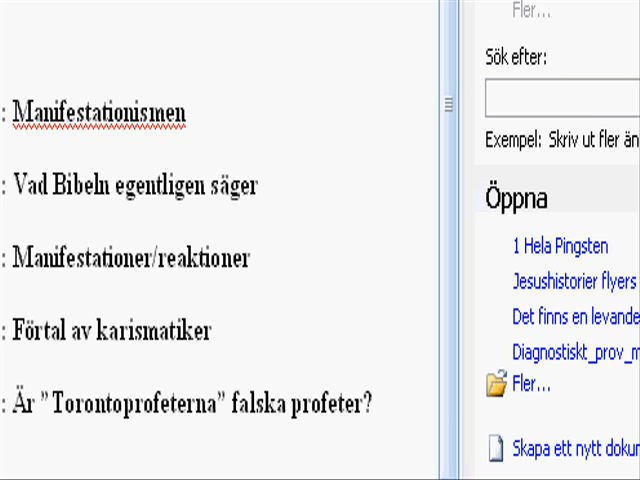 : Manifestationismen
: Vad Bibeln egentligen säger
: Manifestationer/reaktioner
: Förtal av karismatiker
: Är ”Torontoprofeterna” falska profeter?
Fler...
Sök efter:
Exempel: Skriv ut fler än
Öppna
1 Hela Pingsten
Jesushistorier flyers
Det finns en levande
Diagnostiskt_prov_m
Fler...
Skapa ett nytt dokum